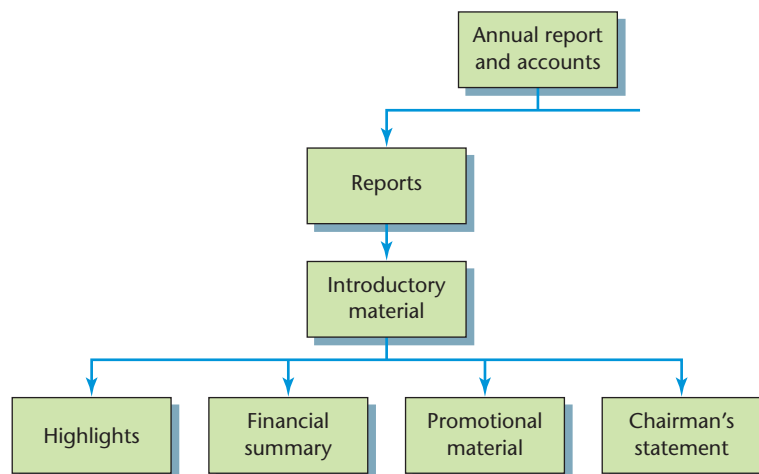 Annual report
and accounts
Reports
Introductory
material
Highlights
Financial
summary
Promotional
material
Chairman's
statement